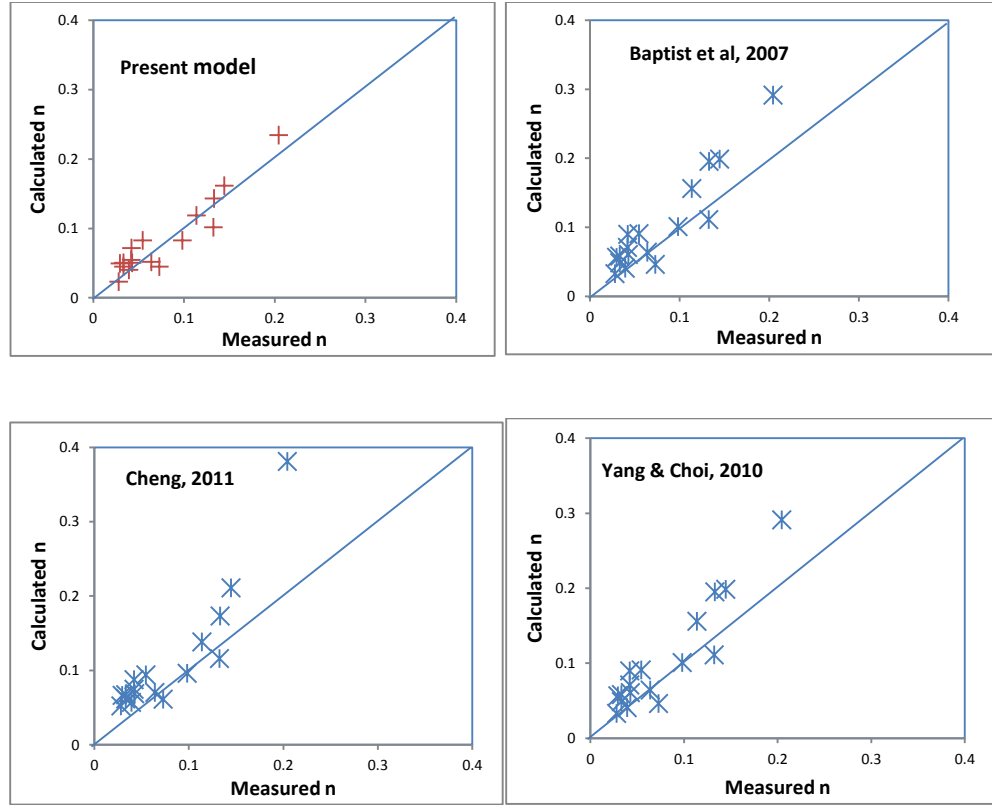 Present model
Calculated n
0.4
0.3
0.2
0.1
0
0 0.1 0.2 0.3 0.4
Measured n
Baptist et al, 2007
Calculated n
0.4
0.3
0.2
0.1
0
0 0.1 0.2 0.3 0.4
Measured n
Cheng, 2011
Calculated n
0.4
0.3
0.2
0.1
0
0 0.1 0.2 0.3 0.4
Measured n
Yang & Choi, 2010
Calculated n
0.4
0.3
0.2
0.1
0
0 0.1 0.2 0.3 0.4
Measured n